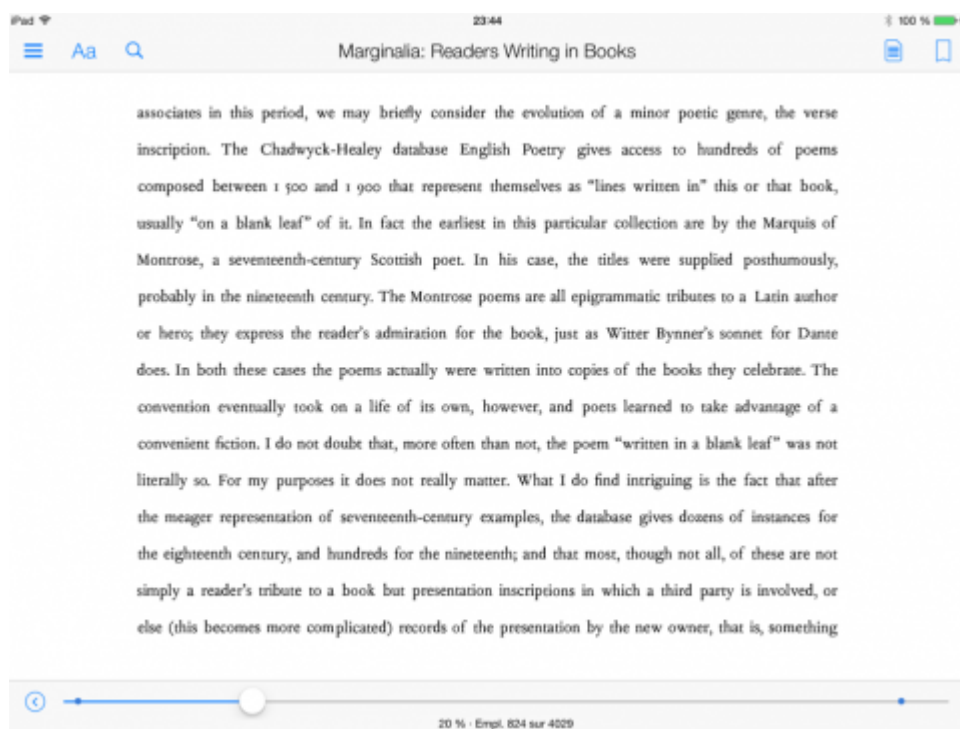 iPad 23:44 100 %
Aa Marginalia: Readers Writing in Books
associates in this period, we may briefly consider the evolution of a minor poetic genre, the verse
inscription. The Chadwyck-Healey database English Poetry gives access to hundreds of poems
composed between 1 500 and 1 900 that represent themselves as “lines written in” this or that book,
usually “on a blank leaf” of it. In fact the earliest in this particular collection are by the Marquis of
Montrose, a seventeenth-century Scottish poet. In his case, the titles were supplied posthumously,
probably in the nineteenth century. The Montrose poems are all epigrammatic tributes to a Latin author
or hero; they express the reader’s admiration for the book, just as Witter Bynner’s sonnet for Dante
does. In both these cases the poems actually were written into copies of the books they celebrate. The
convention eventually took on a life of its own, however, and poets learned to take advantage of a
convenient fiction. I do not doubt that, more often than not, the poem “written in a blank leaf” was not
literally so. For my purposes it does not really matter. What I do find intriguing is the fact that after
the meager representation of seventeenth-century examples, the database gives dozens of instances for
the eighteenth century, and hundreds for the nineteenth; and that most, though not all, of these are not
simply a reader’s tribute to a book but presentation inscriptions in which a third party is involved, or
else (this becomes more complicated) records of the presentation by the new owner, that is, something
20 % · Empl. 824 sur 4029